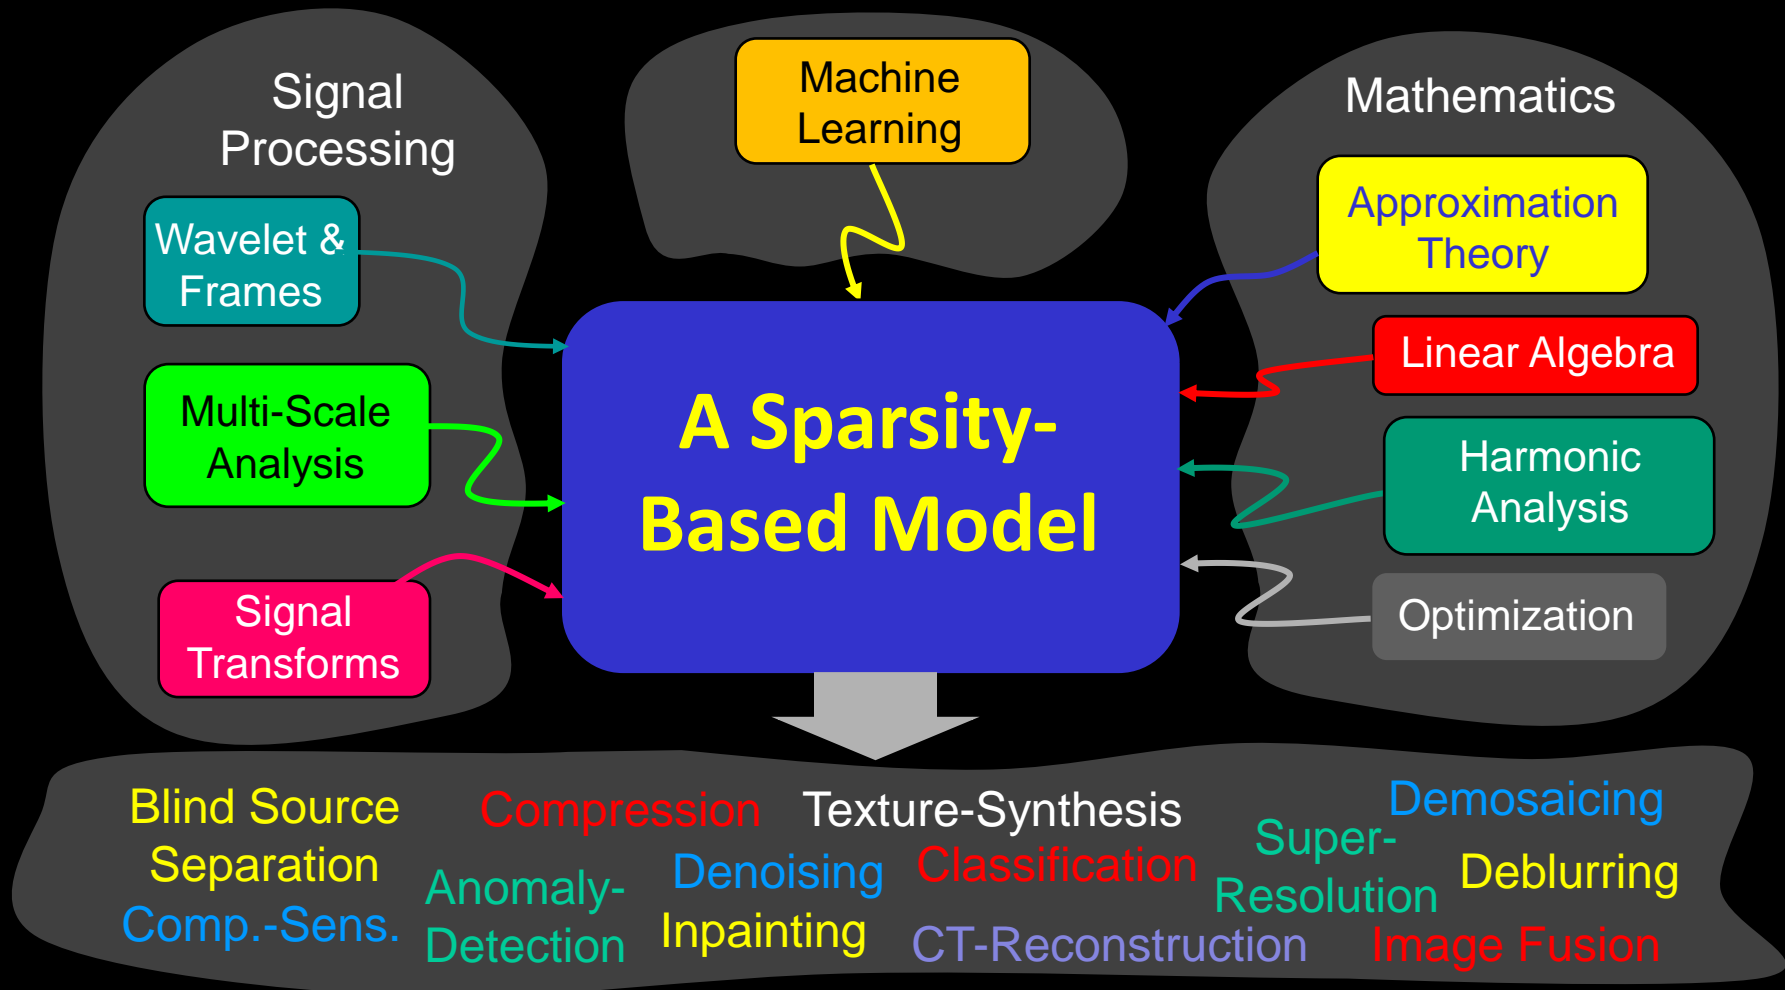 Signal
Processing
Wavelet &
Frames
Multi-Scale
Analysis
Signal
Transforms
Machine
Learning
Mathematics
Approximation
Theory
Linear Algebra
Harmonic
Analysis
Optimization
A Sparsity-
Based Model
Blind Source
Separation
Comp.-Sens.
Compression
Anomaly-
Detection
Texture-Synthesis
Denoising
Inpainting
Classification
CT-Reconstruction
Super-
Resolution
Demosaicing
Deblurring
Image Fusion